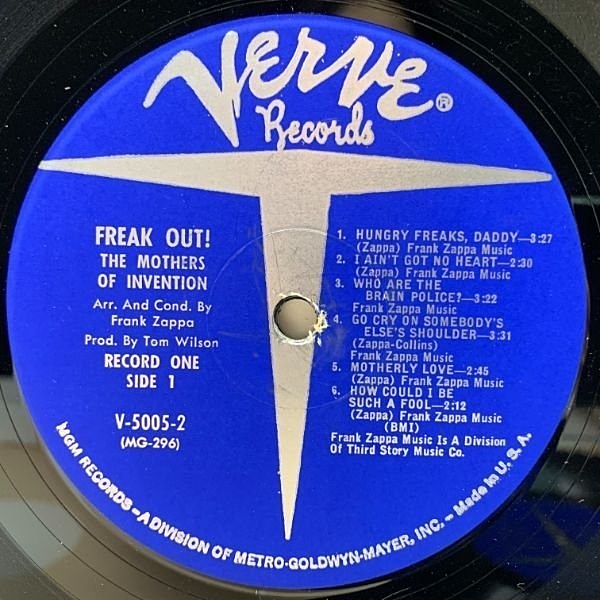 VERVE®
Records
FREAK OUT!
THE MOTHERS
OF INVENTION
Arr. And Cond. By
Frank Zappa
Prod. By Tom Wilson
RECORD ONE
SIDE 1
V-5005-2
(MG-296)
1. HUNGRY FREAKS, DADDY—3:27
(Zappa) Frank Zappa Music
2. I AIN'T GOT NO HEART—2:30
(Zappa) Frank Zappa Music
3. WHO ARE THE
BRAIN POLICE?—3:22
Frank Zappa Music
4. GO CRY ON SOMEBODY'S
ELSE'S SHOULDER—3:31
(Zappa-Collins)
Frank Zappa Music
5. MOTHERLY LOVE—2:45
(Zappa) Frank Zappa Music
6. HOW COULD I BE
SUCH A FOOL—2:12
(Zappa) Frank Zappa Music
(BMI)
Frank Zappa Music Is A Division
Of Third Story Music Co.
MGM RECORDS—A DIVISION OF METRO-GOLDWYN-MAYER, INC. – Made in U. S. A.